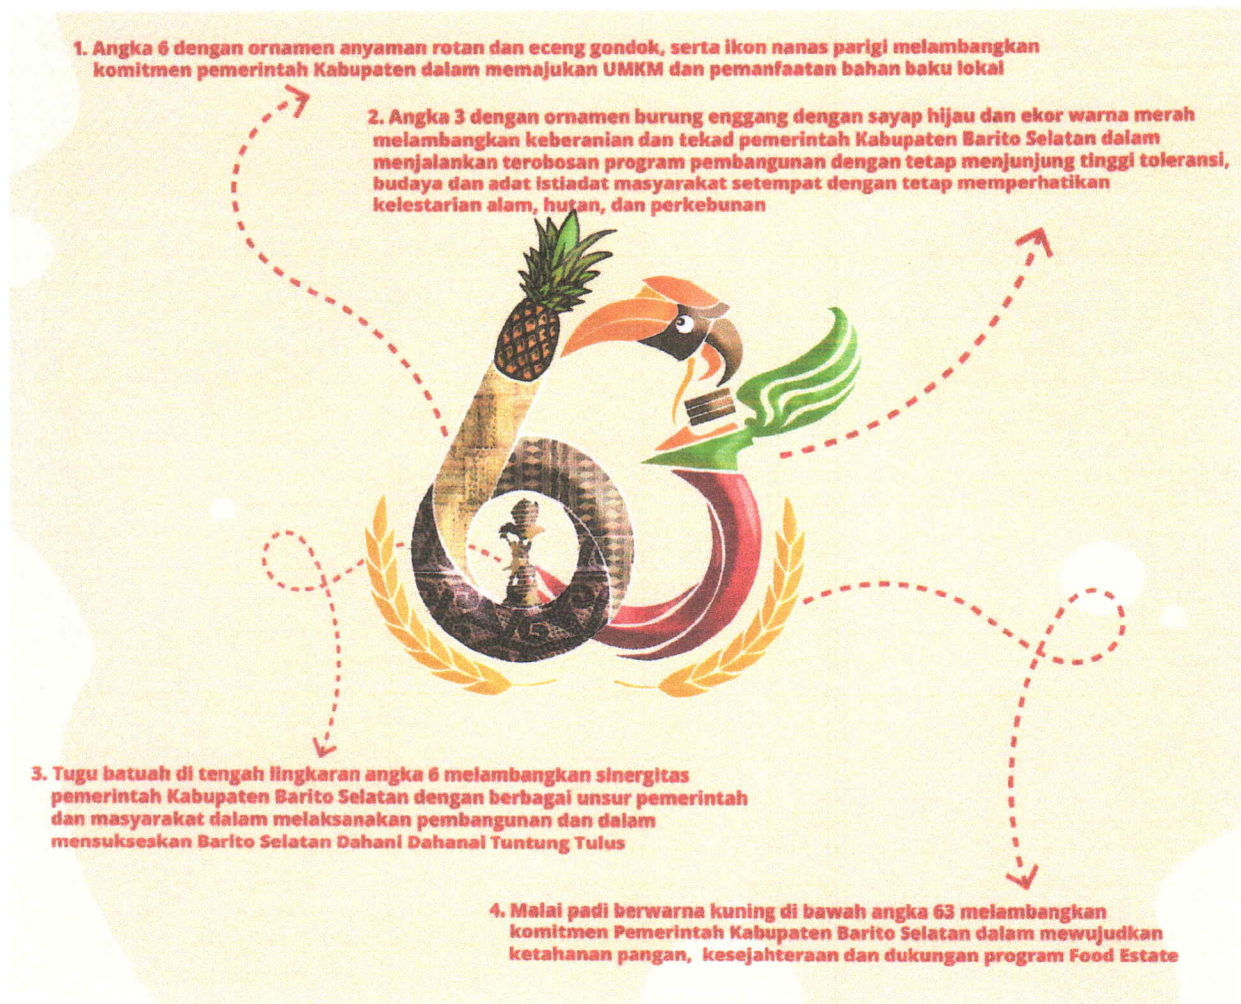 1. Angka 6 dengan ornamen anyaman rotan dan eceng gondok, serta ikon nanas parigi melambangkan
komitmen pemerintah Kabupaten dalam memajukan UMKM dan pemanfaatan bahan baku lokal
2. Angka 3 dengan ornamen burung enggang dengan sayap hijau dan ekor warna merah
melambangkan keberanian dan tekad pemerintah Kabupaten Barito Selatan dalam
menjalankan terobosan program pembangunan dengan tetap menjunjung tinggi toleransi,
budaya dan adat istiadat masyarakat setempat dengan tetap memperhatikan
kelestarian alam, hutan, dan perkebunan
63
3. Tugu batuah di tengah lingkaran angka 6 melambangkan sinergitas
pemerintah Kabupaten Barito Selatan dengan berbagai unsur pemerintah
dan masyarakat dalam melaksanakan pembangunan dan dalam
mensukseskan Barito Selatan Dahani Dahanai Tuntung Tulus
4. Malai padi berwarna kuning di bawah angka 63 melambangkan
komitmen Pemerintah Kabupaten Barito Selatan dalam mewujudkan
ketahanan pangan, kesejahteraan dan dukungan program Food Estate